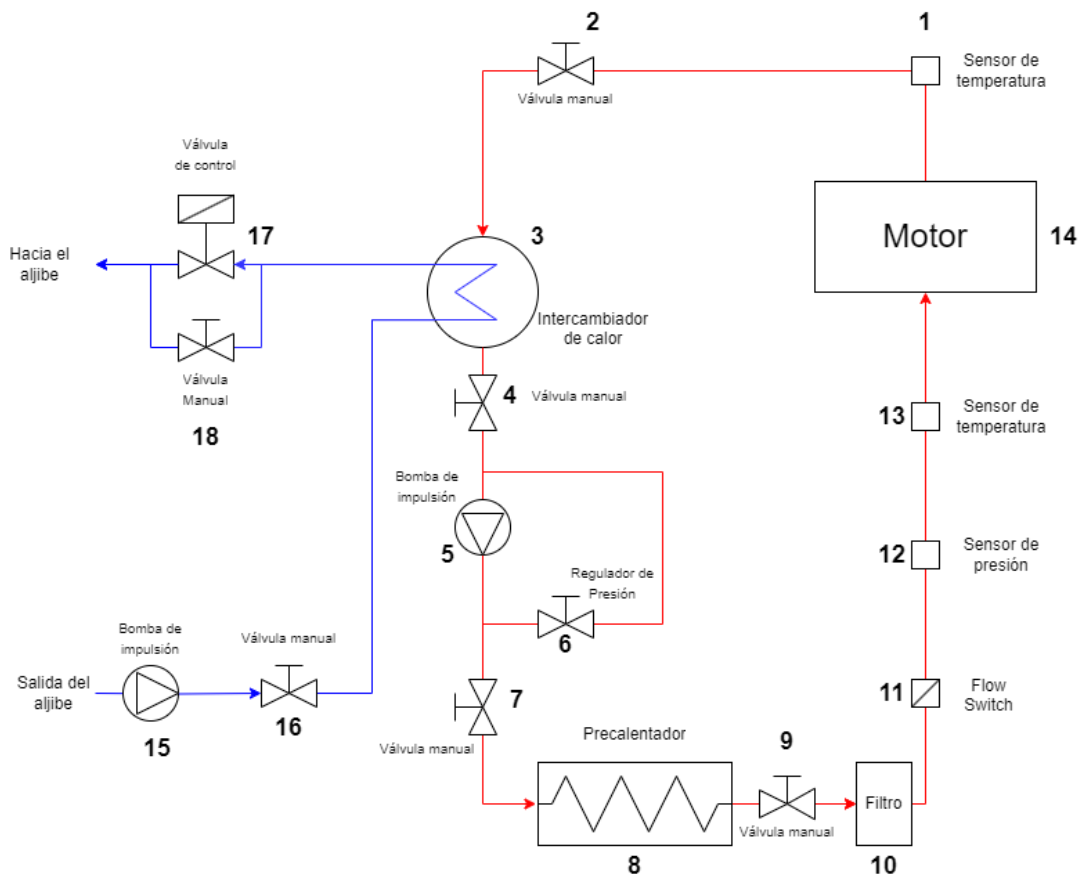 2
1
Sensor de
temperatura
Válvula manual
Válvula
de control
Motor
14
17
3
Hacia el
aljibe
Intercambiador
de calor
Válvula
Manual
18
4
Válvula manual
13
Sensor de
temperatura
Bomba de
impulsión
5
12
Sensor de
presión
Regulador de
Presión
6
Bomba de
impulsión
Válvula manual
Salida del
aljibe
15
16
7
11
Flow
Switch
Válvula manual
Precalentador
9
Filtro
Válvula manual
8
10